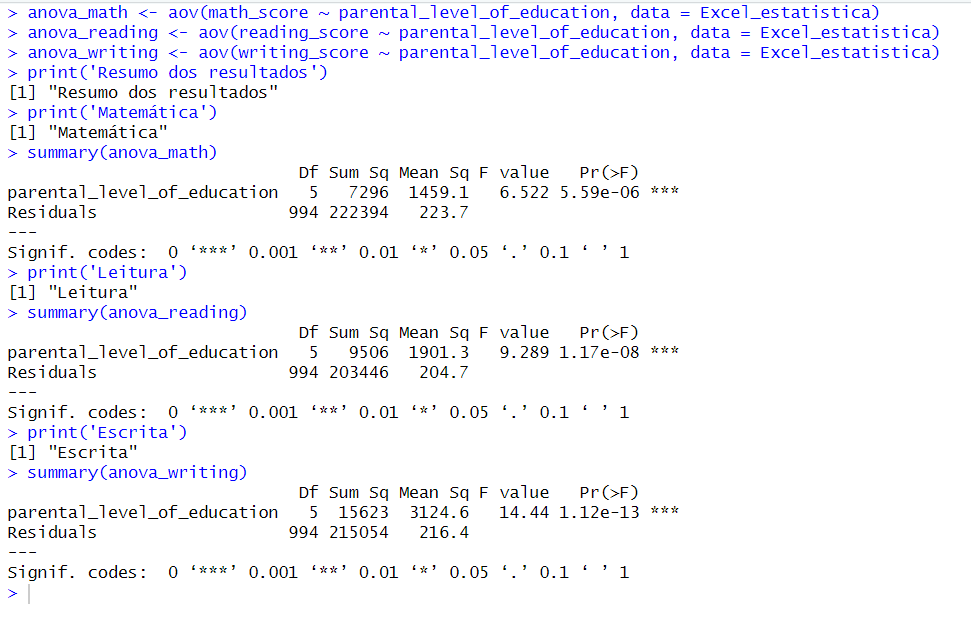 > anova_math <- aov(math_score ~ parental_level_of_education, data = Excel_estatistica)
> anova_reading <- aov(reading_score ~ parental_level_of_education, data = Excel_estatistica)
> anova_writing <- aov(writing_score ~ parental_level_of_education, data = Excel_estatistica)
> print('Resumo dos resultados')
[1] "Resumo dos resultados"
> print('Matemática')
[1] "Matemática"
> summary(anova_math)
                             Df Sum Sq Mean Sq F value   Pr(>F)    
parental_level_of_education   5   7296  1459.1   6.522 5.59e-06 ***
Residuals                   994 222394   223.7                     
---
Signif. codes:  0 ‘***’ 0.001 ‘**’ 0.01 ‘*’ 0.05 ‘.’ 0.1 ‘ ’ 1
> print('Leitura')
[1] "Leitura"
> summary(anova_reading)
                             Df Sum Sq Mean Sq F value   Pr(>F)    
parental_level_of_education   5   9506  1901.3   9.289 1.17e-08 ***
Residuals                   994 203446   204.7                     
---
Signif. codes:  0 ‘***’ 0.001 ‘**’ 0.01 ‘*’ 0.05 ‘.’ 0.1 ‘ ’ 1
> print('Escrita')
[1] "Escrita"
> summary(anova_writing)
                             Df Sum Sq Mean Sq F value   Pr(>F)    
parental_level_of_education   5  15623  3124.6   14.44 1.12e-13 ***
Residuals                   994 215054   216.4                     
---
Signif. codes:  0 ‘***’ 0.001 ‘**’ 0.01 ‘*’ 0.05 ‘.’ 0.1 ‘ ’ 1
>